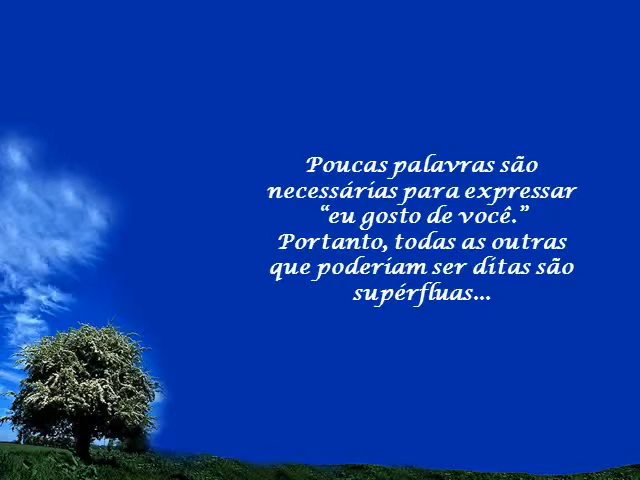 Poucas palavras são
necessárias para expressar
“eu gosto de você.”
Portanto, todas as outras
que poderiam ser ditas são
supérfluas...